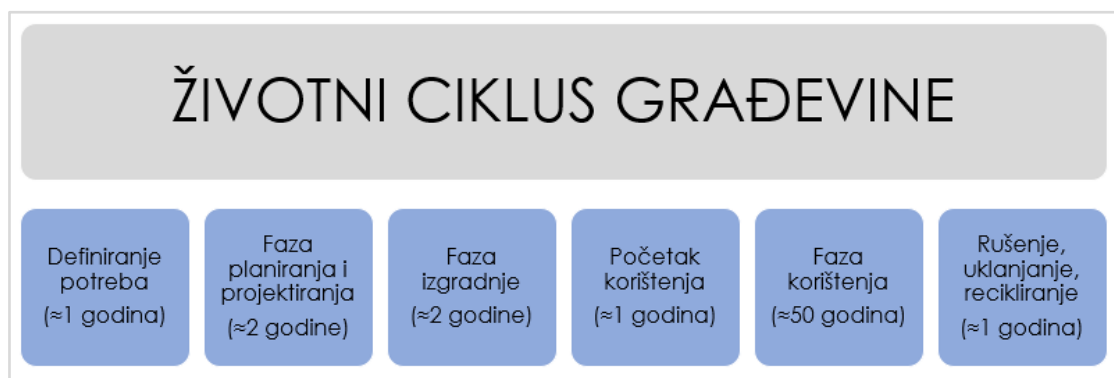 ŽIVOTNI CIKLUS GRAĐEVINE
Definiranje
potreba
(≈1 godina)
Faza
planiranja i
projektiranja
(≈2 godine)
Faza
izgradnje
(≈2 godine)
Početak
korištenja
(≈1 godina)
Faza
korištenja
(≈50 godina)
Rušenje,
uklanjanje,
recikliranje
(≈1 godina)